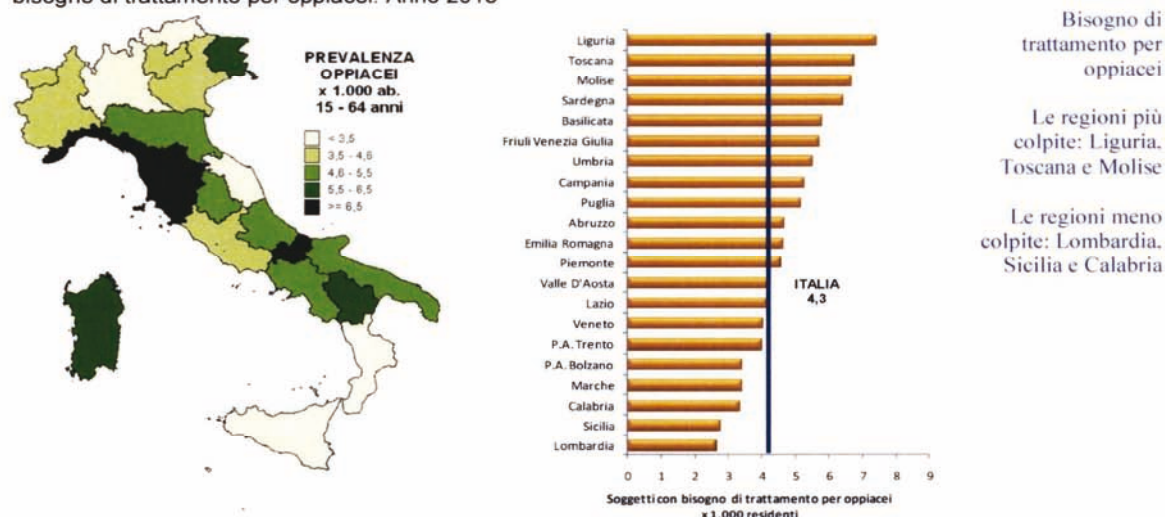 bisogno di trattamento per oppiacei.
PREVALENZA
OPPIACEI
x 1.000 ab.
15 - 64 anni
< 3,5
3,5 - 4,6
4,6 - 5,5
5,5 - 6,5
>= 6,5
Liguria
Toscana
Molise
Sardegna
Basilicata
Friuli Venezia Giulia
Umbria
Campania
Puglia
Abruzzo
Emilia Romagna
Piemonte
Valle D'Aosta
Lazio
Veneto
P.A. Trento
P.A. Bolzano
Marche
Calabria
Sicilia
Lombardia
ITALIA
4,3
0 1 2 3 4 5 6 7 8 9
Soggetti con bisogno di trattamento per oppiacei
x 1.000 residenti
Bisogno di
trattamento per
oppiacei
Le regioni più
colpite: Liguria,
Toscana e Molise
Le regioni meno
colpite: Lombardia,
Sicilia e Calabria